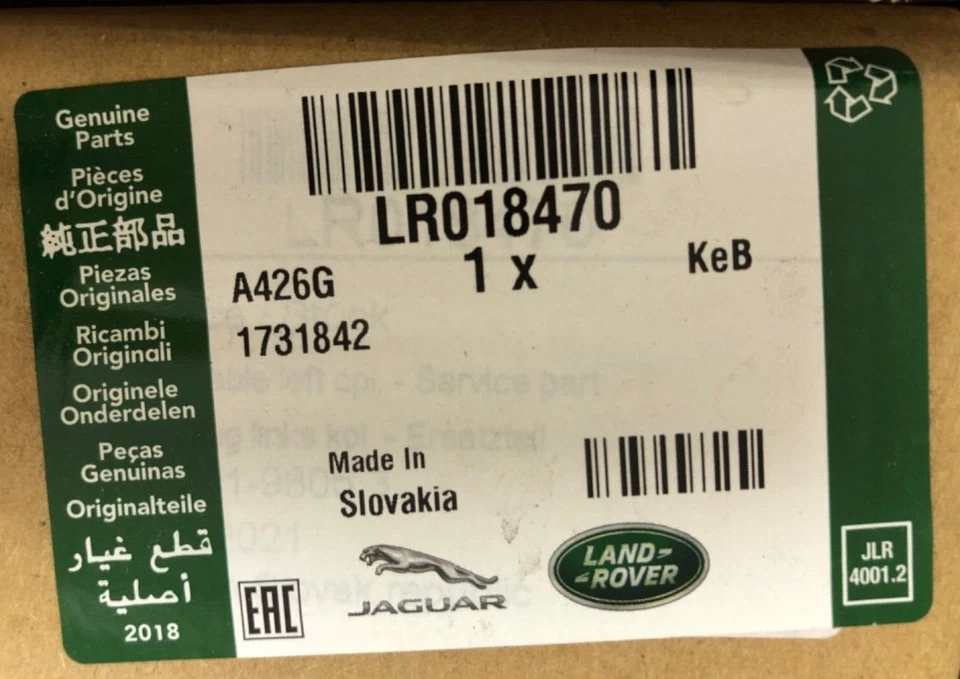 Genuine
Parts
Pièces
d'Origine
純正部品
Piezas
Originales
Ricambi
Originali
Originele
Onderdelen
Peças
Genuinas
Originalteile
قطع غيار
أصلية
2018
LR018470
1 x
KeB
A426G
1731842
Made In
Slovakia
EAC
JAGUAR
LAND-
-ROVER
JLR
4001.2